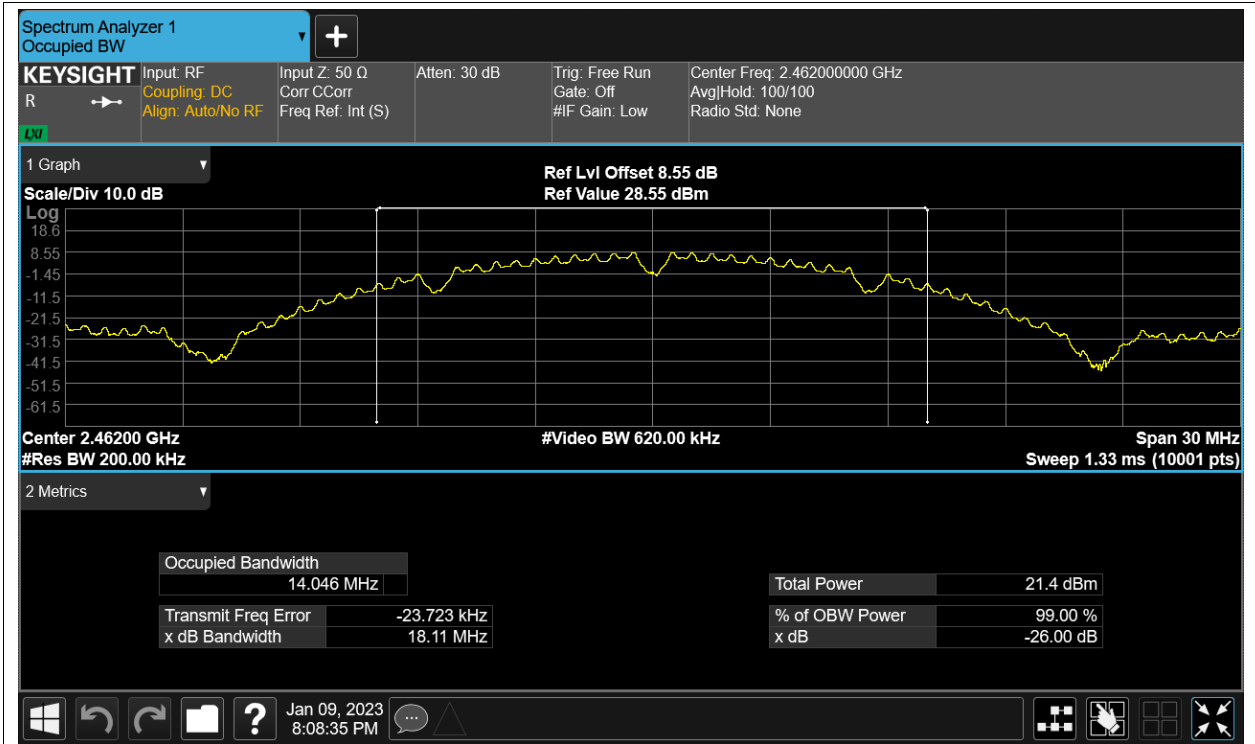 Spectrum Analyzer 1
Occupied BW
KEYSIGHT
R
LXI
Input: RF
Coupling: DC
Align: Auto/No RF
Input Z: 50 Ω
Corr CCorr
Freq Ref: Int (S)
Atten: 30 dB
Trig: Free Run
Gate: Off
#IF Gain: Low
Center Freq: 2.462000000 GHz
Avg|Hold: 100/100
Radio Std: None
1 Graph
Scale/Div 10.0 dB
Ref Lvl Offset 8.55 dB
Ref Value 28.55 dBm
Log
18.6
8.55
-1.45
-11.5
-21.5
-31.5
-41.5
-51.5
-61.5
Center 2.46200 GHz
#Video BW 620.00 kHz
Span 30 MHz
#Res BW 200.00 kHz
Sweep 1.33 ms (10001 pts)
2 Metrics
Occupied Bandwidth
14.046 MHz
Total Power 21.4 dBm
Transmit Freq Error -23.723 kHz
% of OBW Power 99.00 %
x dB Bandwidth 18.11 MHz
x dB -26.00 dB
?
Jan 09, 2023
8:08:35 PM